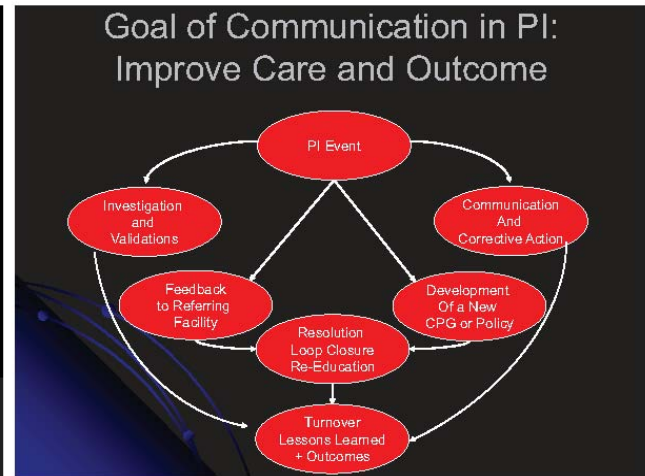 Goal of Communication in PI:
Improve Care and Outcome
PI Event
Investigation
and
Validations
Communication
And
Corrective Action
Feedback
to Referring
Facility
Development
Of a New
CPG or Policy
Resolution
Loop Closure
Re-Education
Turnover
Lessons Learned
+ Outcomes